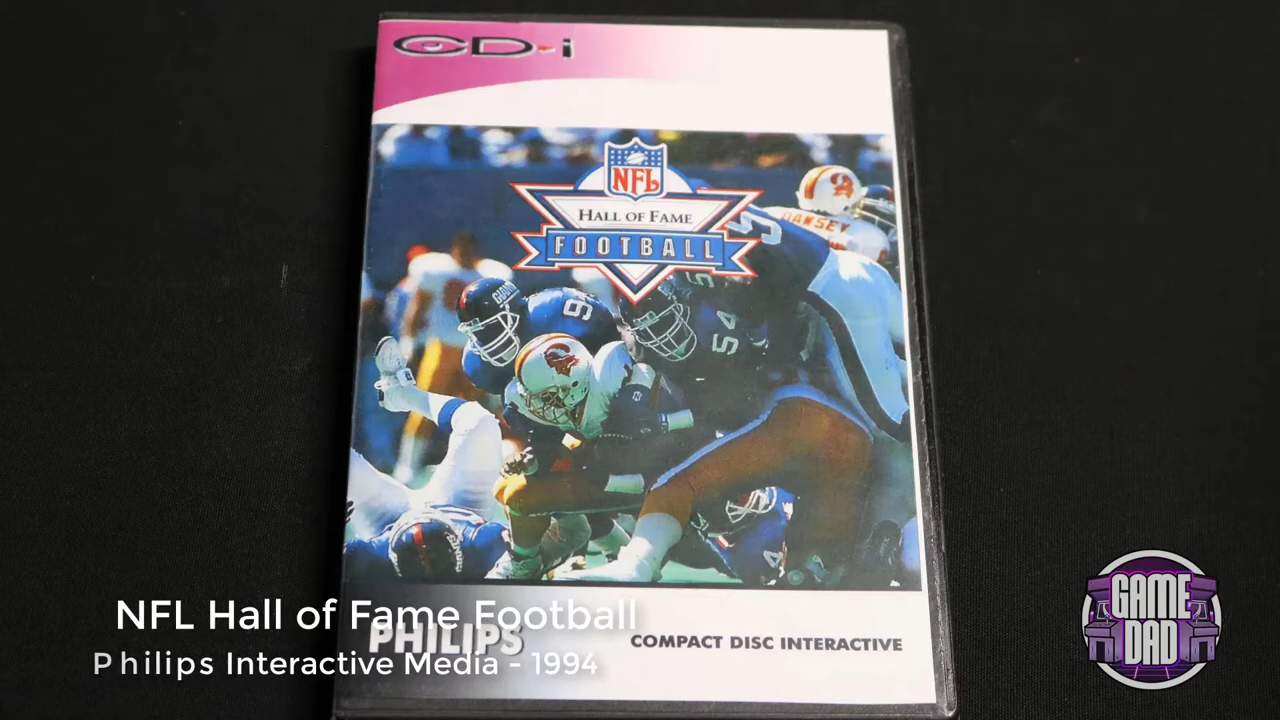 CD-i
NFL
HALL OF FAME
FOOTBALL
GIANTS
54
NFL Hall of Fame Football
PHILIPS
COMPACT DISC INTERACTIVE
Philips Interactive Media - 1994
GAME
DAD